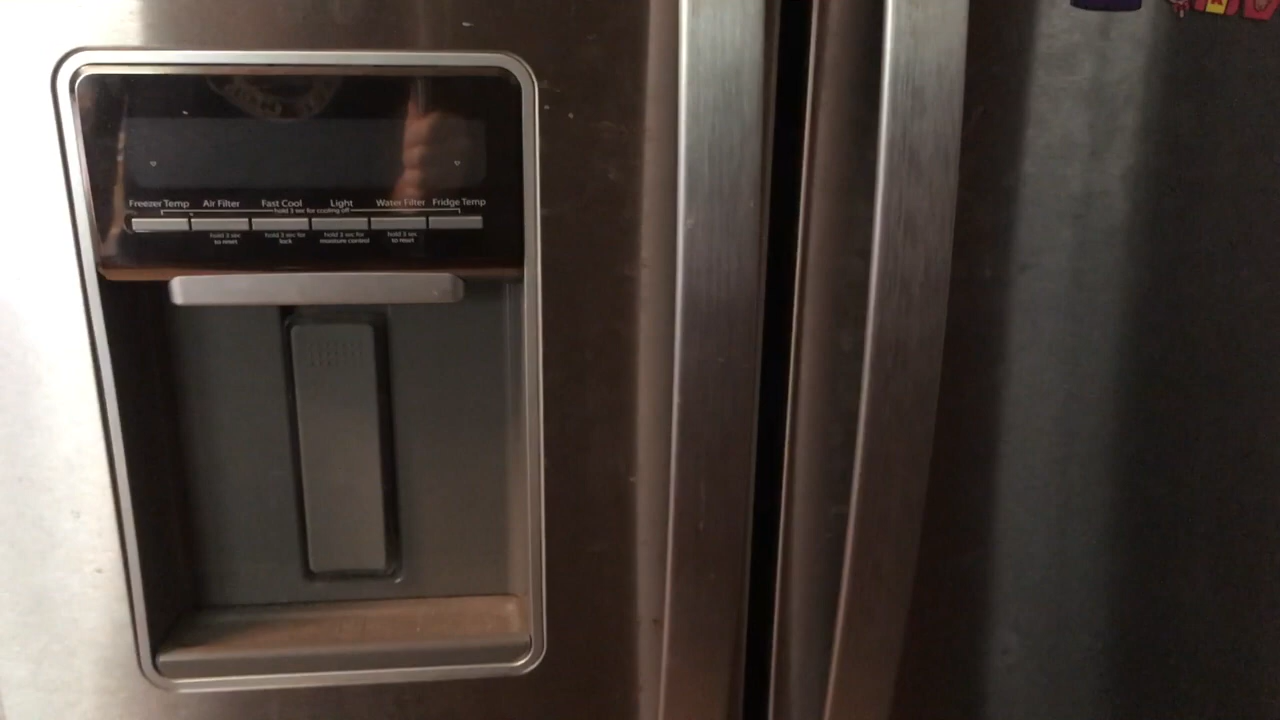 Freezer Temp Air Filter Fast Cool Light Water Filter Fridge Temp
hold 3 sec for cooling off
hold 3 sec hold 3 sec for hold 3 sec for hold 3 sec
to reset lock moisture control to reset